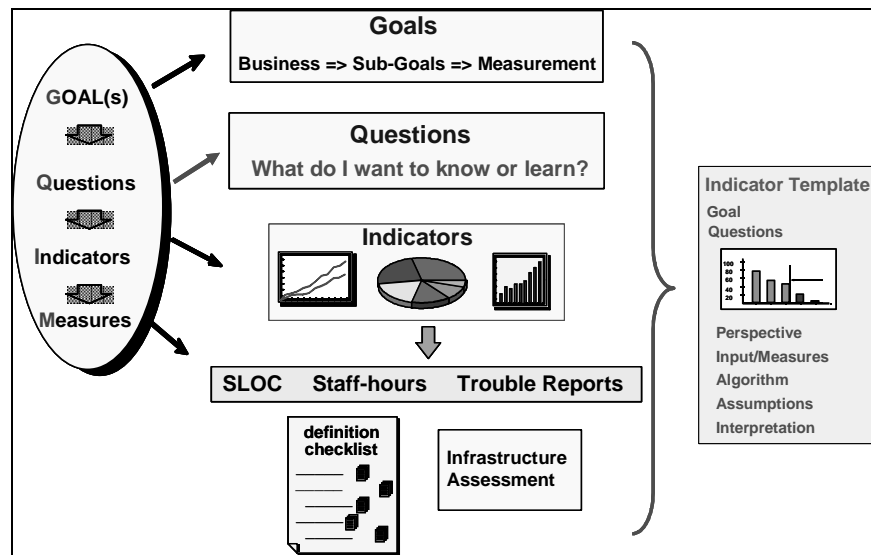 GOAL(s)
Questions
Indicators
Measures
Goals
Business => Sub-Goals => Measurement
Questions
What do I want to know or learn?
Indicators
SLOC Staff-hours Trouble Reports
definition
checklist
Infrastructure
Assessment
Indicator Template
Goal
Questions
100
80
60
40
20
Perspective
Input/Measures
Algorithm
Assumptions
Interpretation